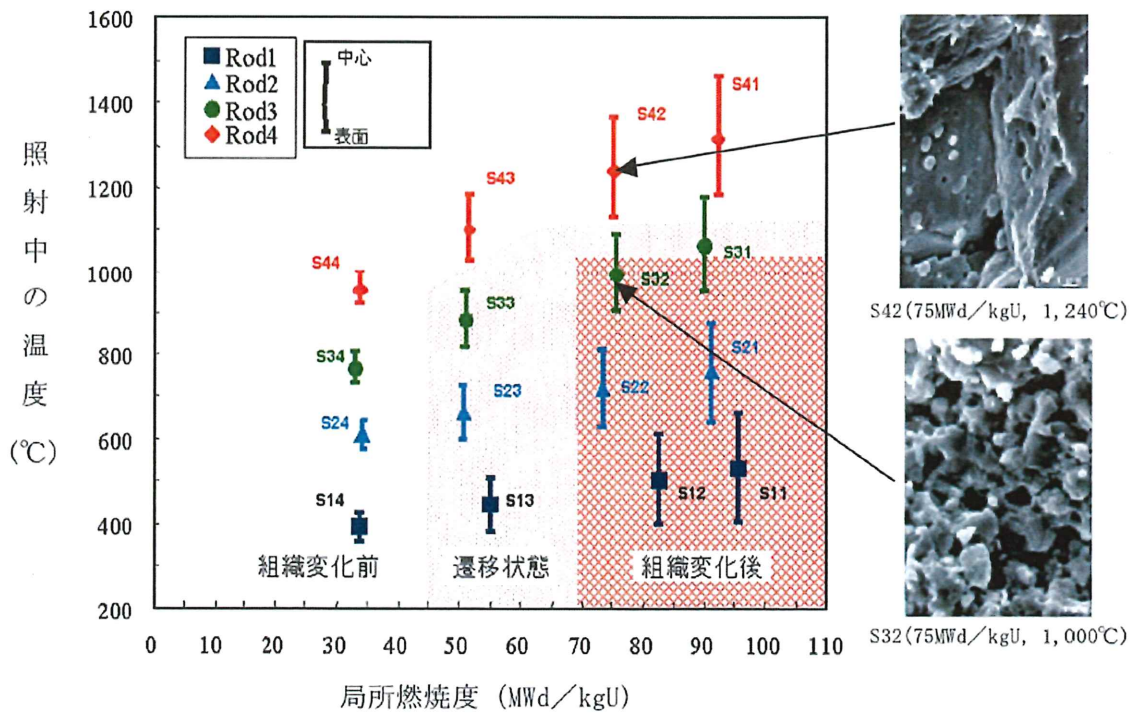 1600
1400
1200
1000
800
600
400
200
照射中の温度
(℃)
Rod1
Rod2
Rod3
Rod4
中心
表面
S41
S42
S43
S44
S31
S32
S33
S34
S21
S22
S23
S24
S11
S12
S13
S14
組織変化前
遷移状態
組織変化後
0 10 20 30 40 50 60 70 80 90 100 110
局所燃焼度 (MWd/kgU)
S42(75MWd/kgU, 1,240℃)
S32(75MWd/kgU, 1,000℃)